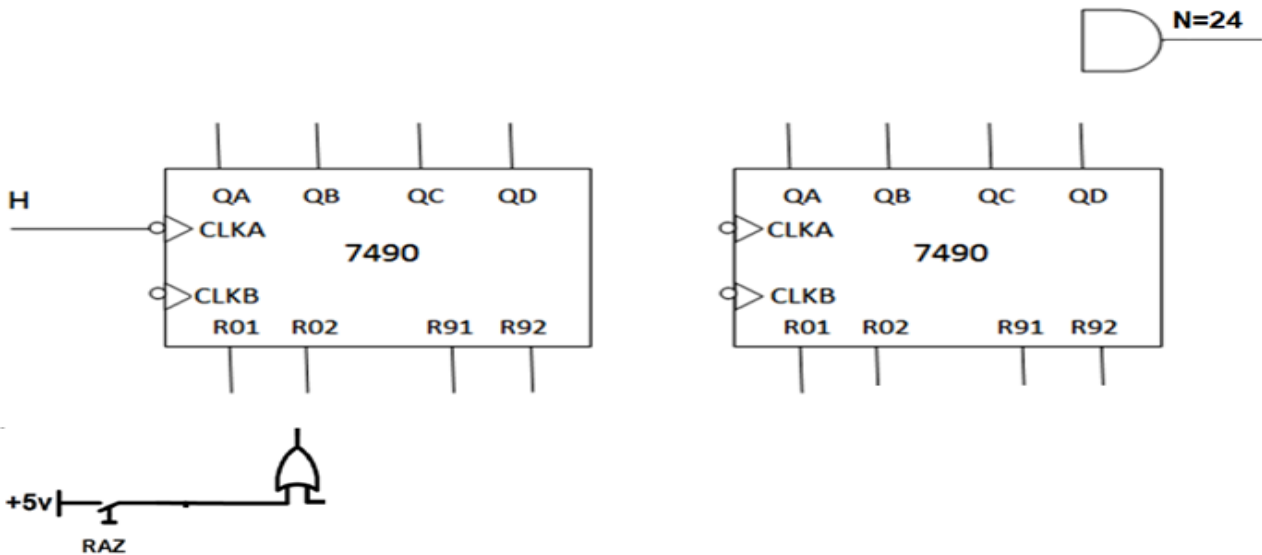 N=24
H
QA QB QC QD
CLKA
7490
CLKB
R01 R02 R91 R92
QA QB QC QD
CLKA
7490
CLKB
R01 R02 R91 R92
+5v
RAZ